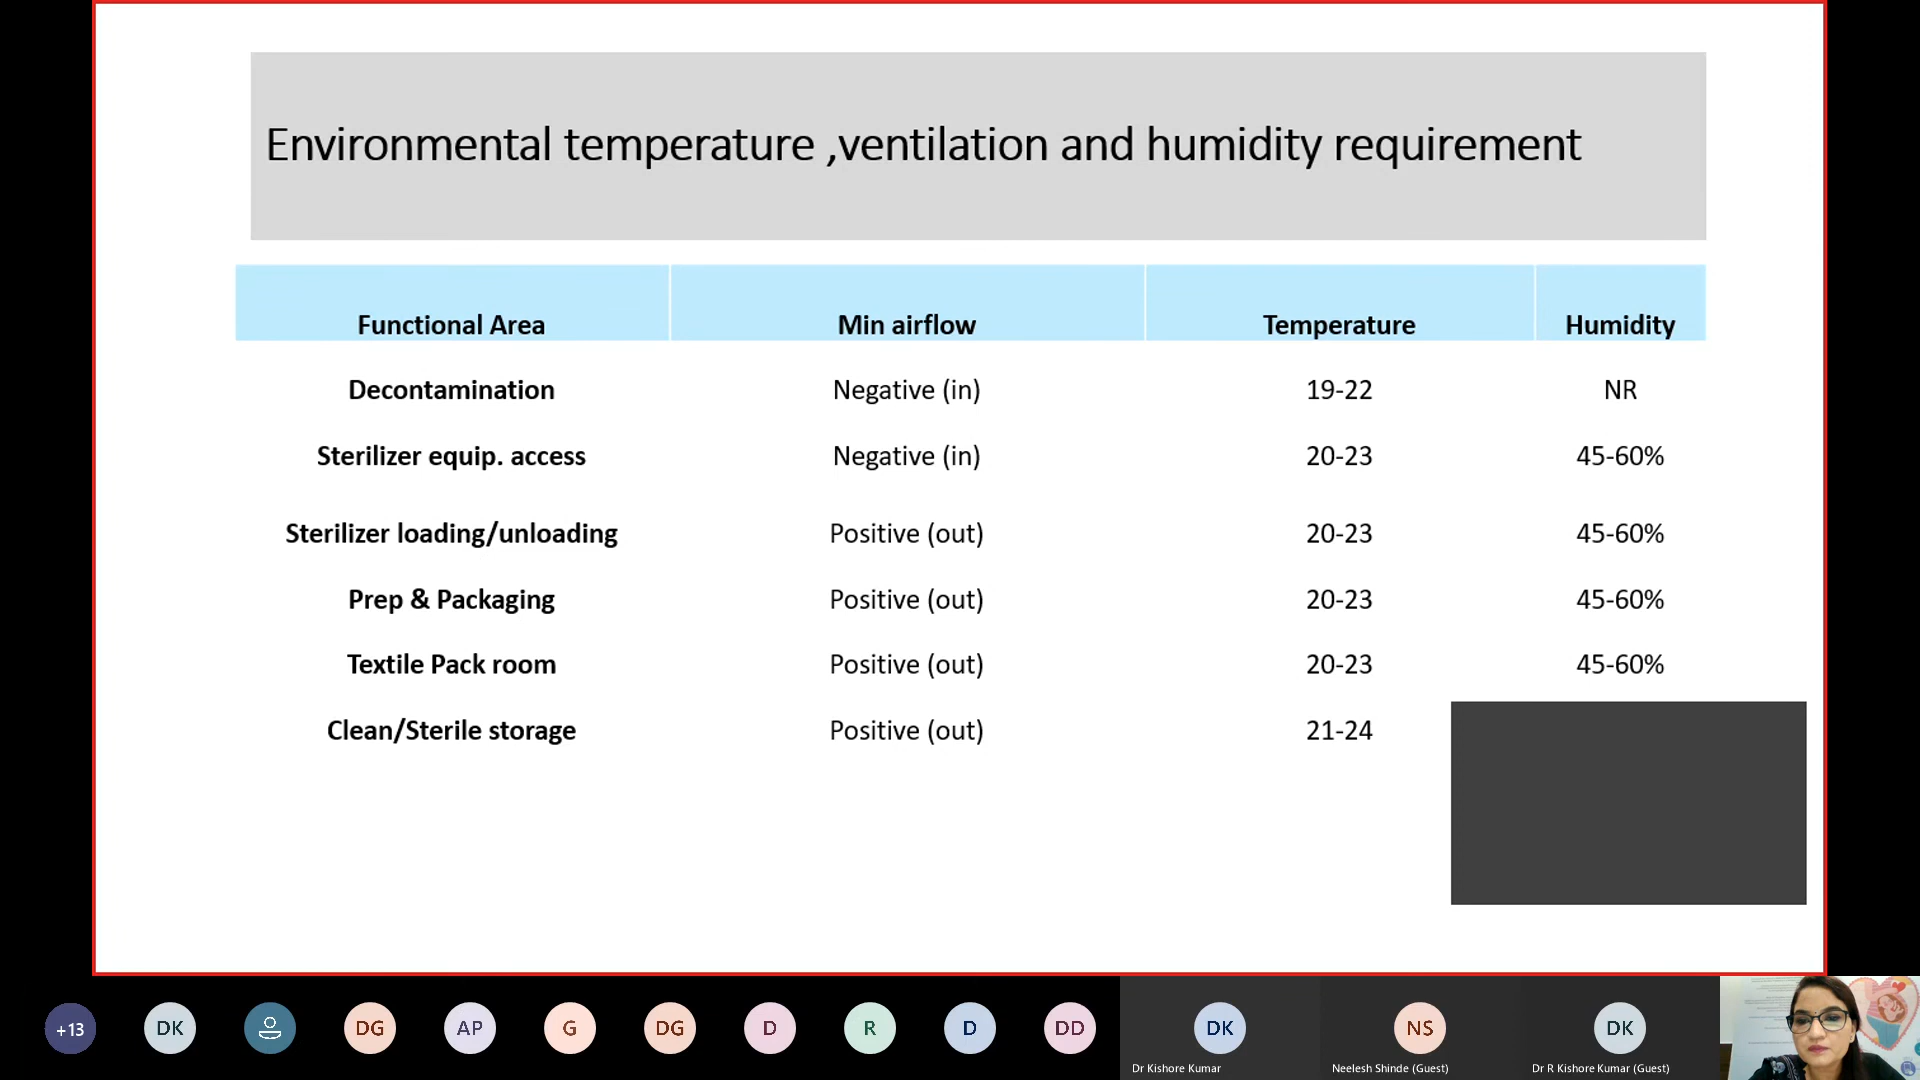 Environmental temperature ,ventilation and humidity requirement
Functional Area Min airflow Temperature Humidity
Decontamination Negative (in) 19-22 NR
Sterilizer equip. access Negative (in) 20-23 45-60%
Sterilizer loading/unloading Positive (out) 20-23 45-60%
Prep & Packaging Positive (out) 20-23 45-60%
Textile Pack room Positive (out) 20-23 45-60%
Clean/Sterile storage Positive (out) 21-24
+13 DK DG AP G DG D R D DD DK NS DK
Dr Kishore Kumar Neelesh Shinde (Guest) Dr R Kishore Kumar (Guest)